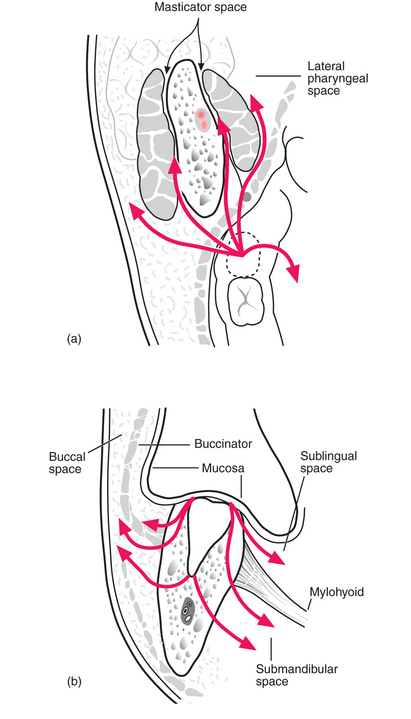 Masticator space
Lateral
pharyngeal
space
(a)
Buccal
space
Buccinator
Mucosa
Sublingual
space
Mylohyoid
Submandibular
space
(b)